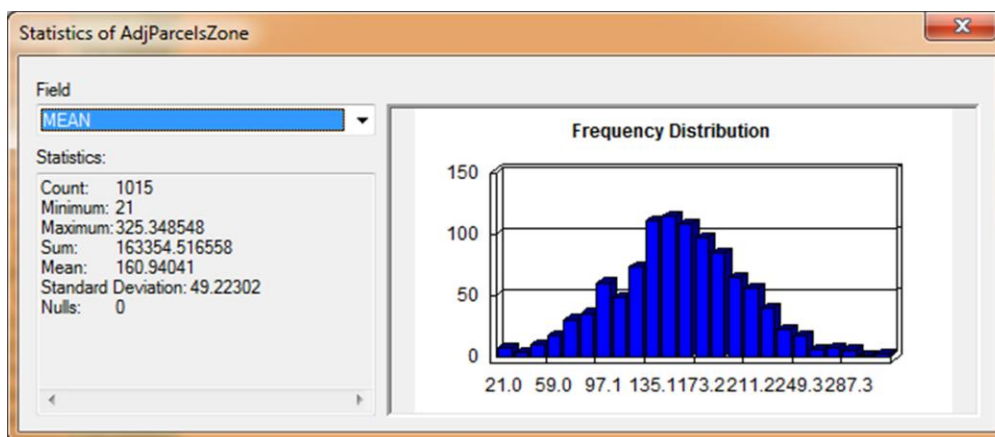 Statistics of AdjParcelsZone
Field
MEAN
Statistics:
Count: 1015
Minimum: 21
Maximum: 325.348548
Sum: 163354.516558
Mean: 160.94041
Standard Deviation: 49.22302
Nulls: 0
Frequency Distribution
150
100
50
0
21.0 59.0 97.1 135.1173.2211.2249.3287.3